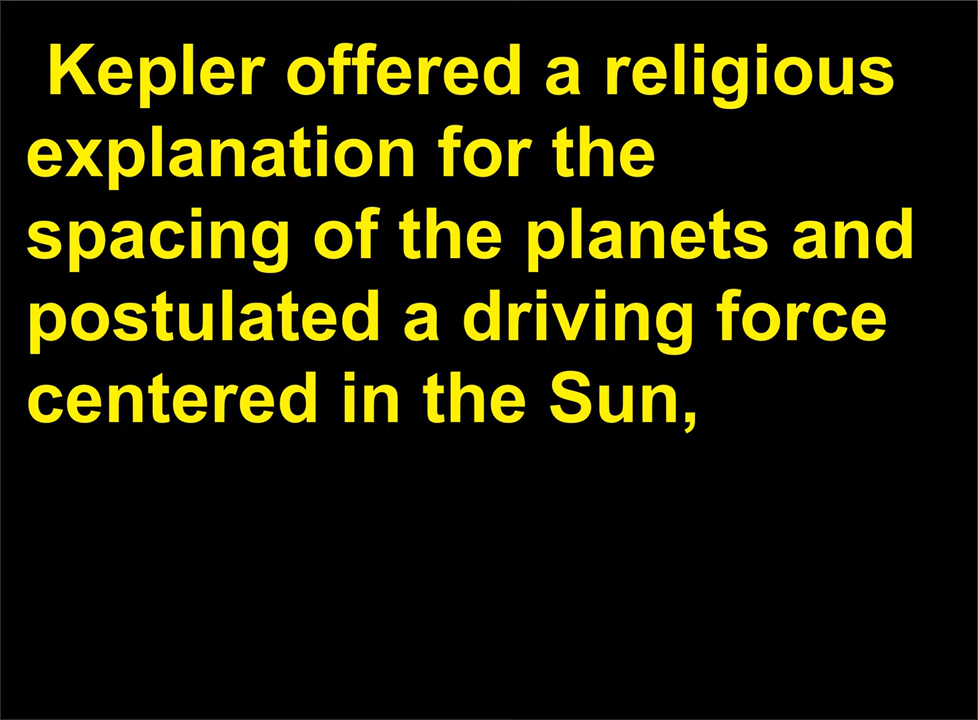 Kepler offered a religious
explanation for the
spacing of the planets and
postulated a driving force
centered in the Sun,